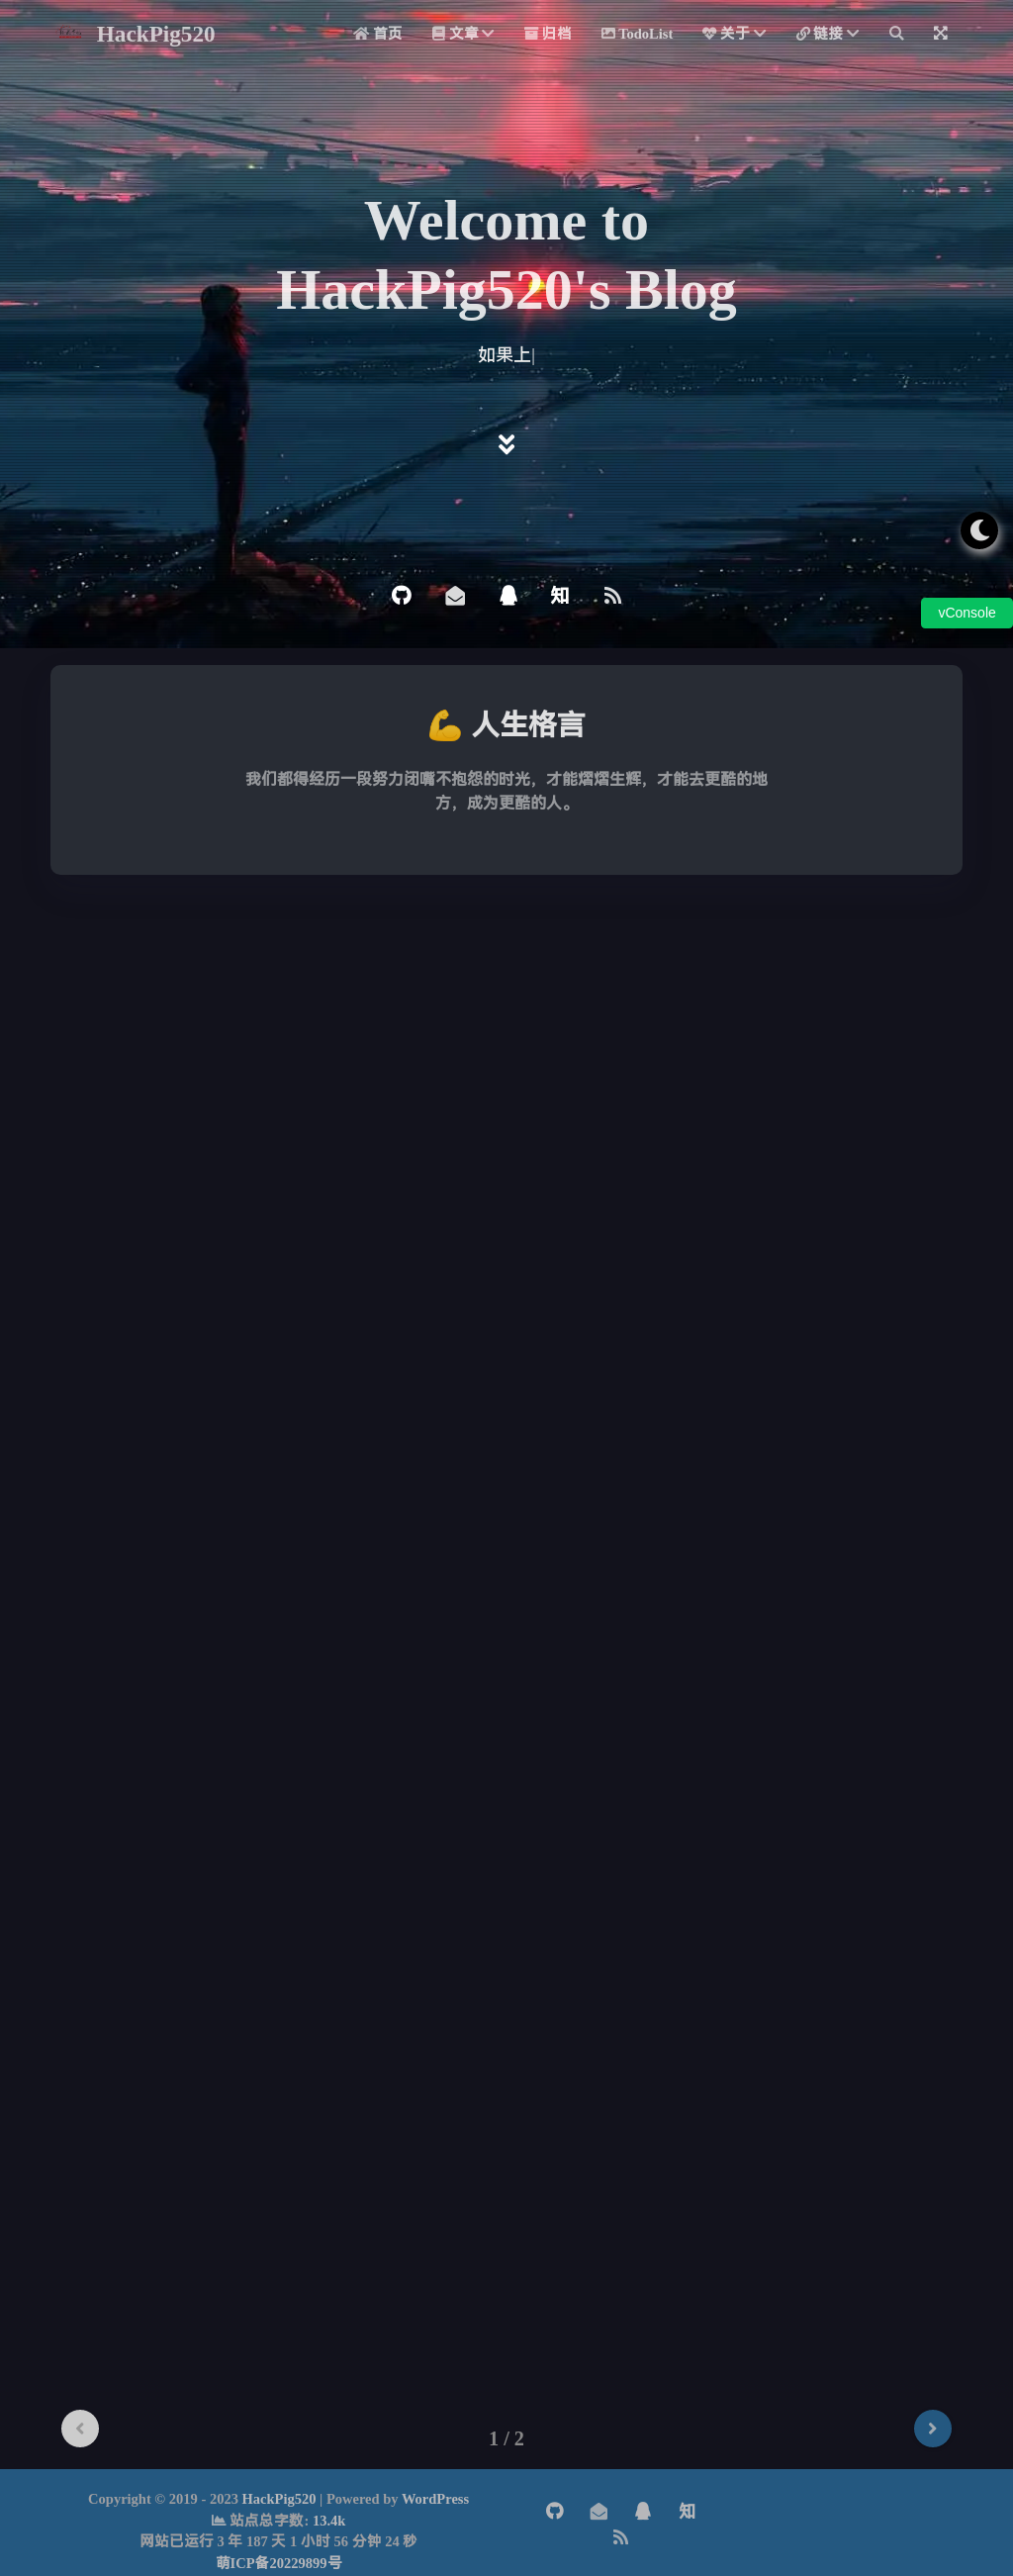 HackPig520
首页 文章 归档 TodoList 关于 链接
Welcome to
HackPig520's Blog
如果上|
知
vConsole
💪 人生格言
我们都得经历一段努力闭嘴不抱怨的时光，才能熠熠生辉，才能去更酷的地
方，成为更酷的人。
1 / 2
Copyright © 2019 - 2023 HackPig520 | Powered by WordPress
站点总字数: 13.4k
网站已运行 3 年 187 天 1 小时 56 分钟 24 秒
萌ICP备20229899号
知